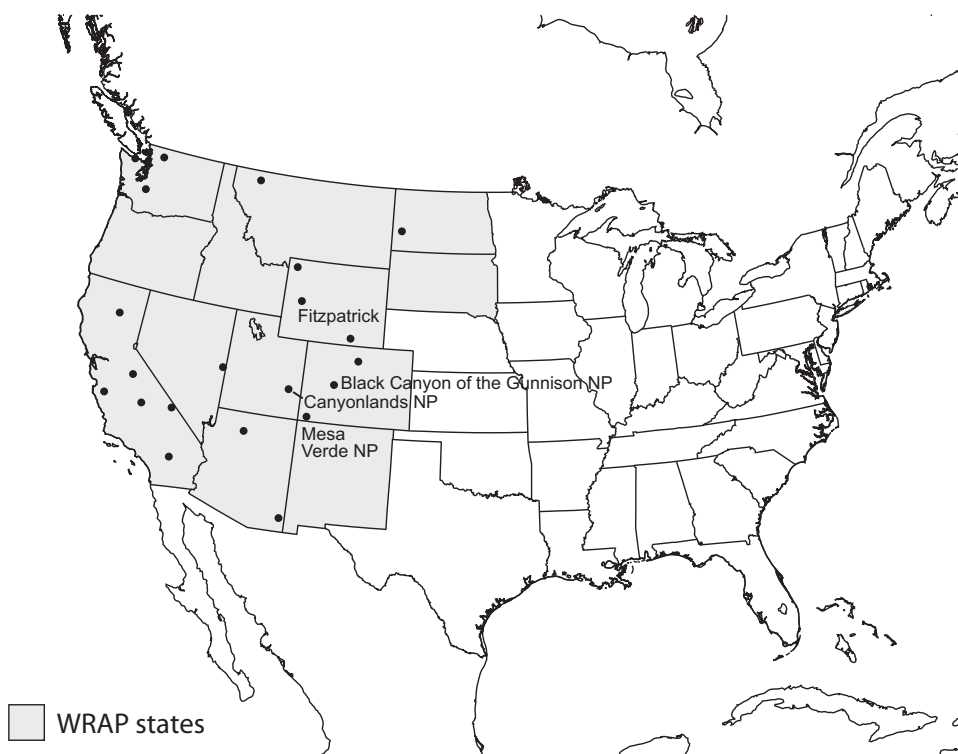 Fitzpatrick
Black Canyon of the Gunnison NP
Canyonlands NP
Mesa
Verde NP
WRAP states